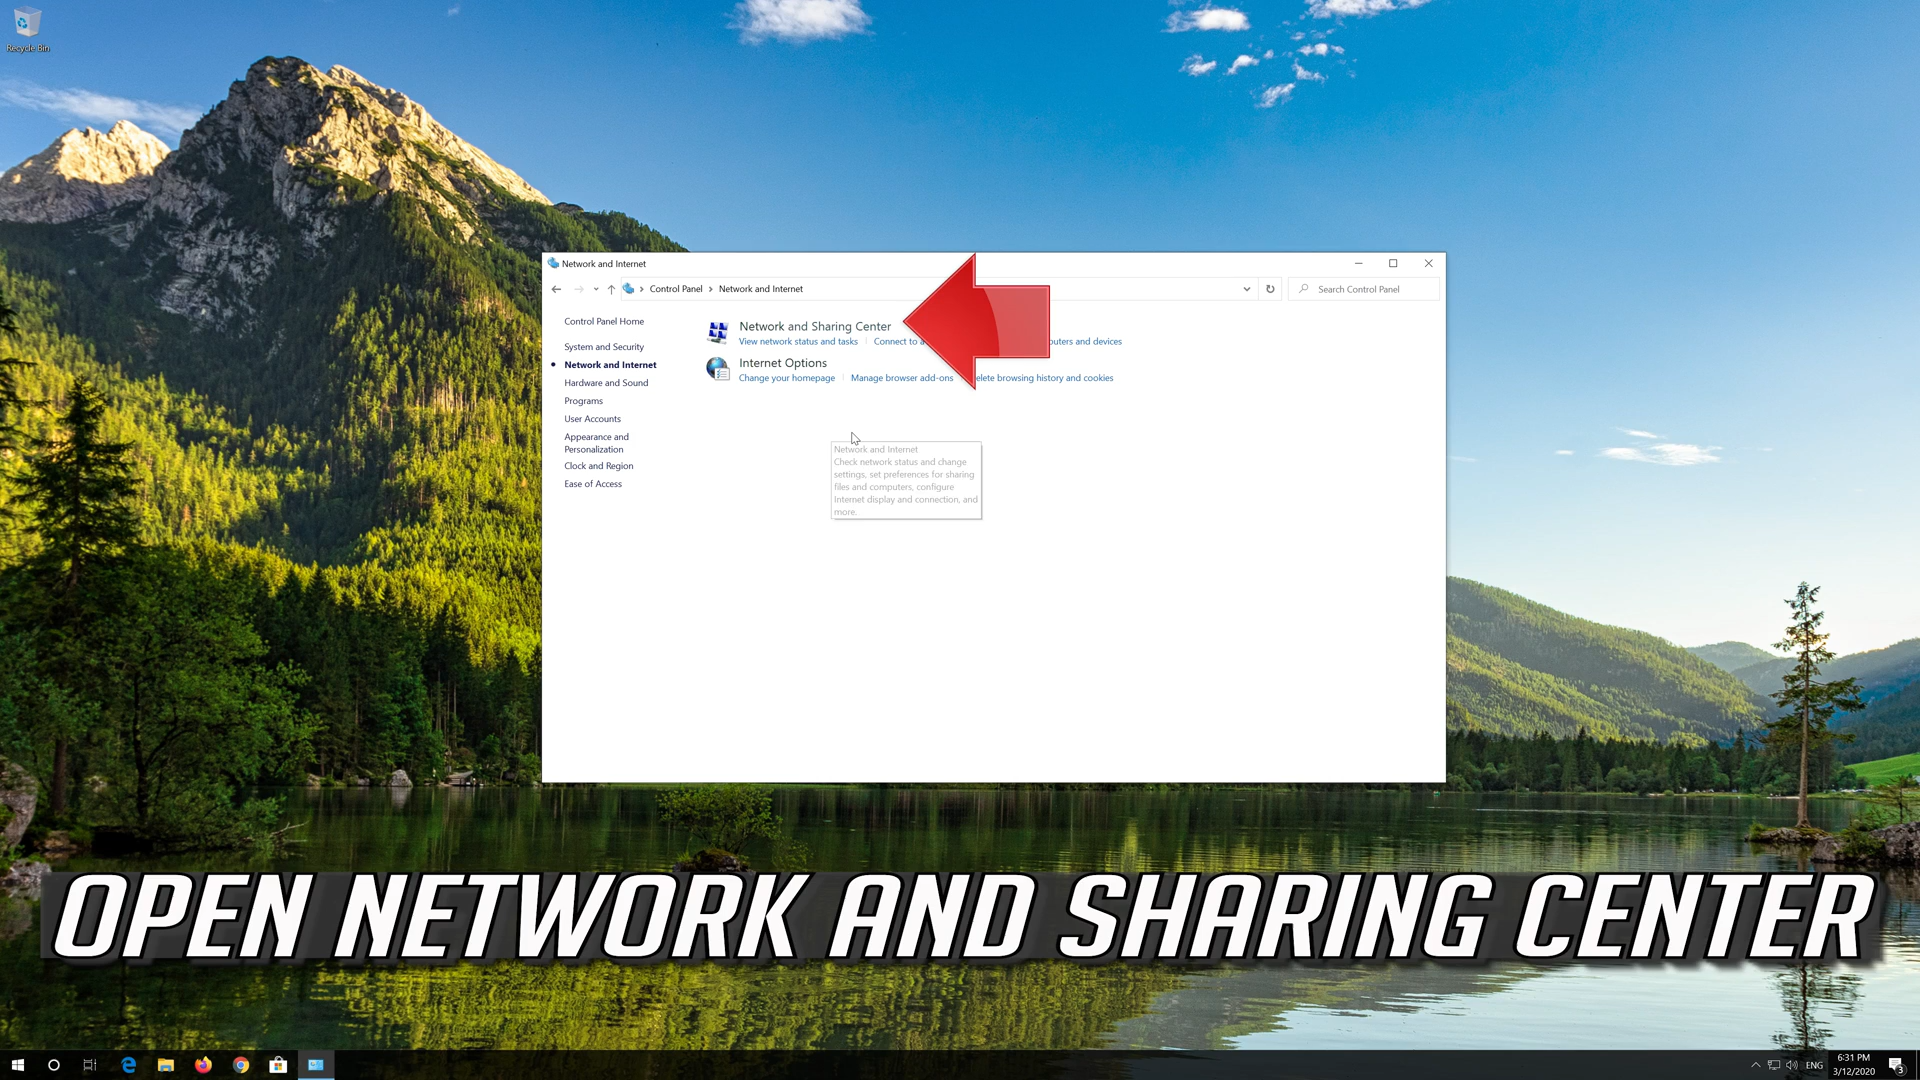 Recycle Bin
Network and Internet
Control Panel
Network and Internet
Search Control Panel
Control Panel Home
System and Security
Network and Internet
Hardware and Sound
Programs
User Accounts
Appearance and
Personalization
Clock and Region
Ease of Access
Network and Sharing Center
View network status and tasks
Connect to a
and devices
Internet Options
Change your homepage
Manage browser add-ons
browsing history and cookies
Network and Internet
Check network status and change
settings, set preferences for sharing
files and computers, configure
Internet display and connection, and
more.
OPEN NETWORK AND SHARING CENTER
ENG
6:31 PM
3/12/2020
3